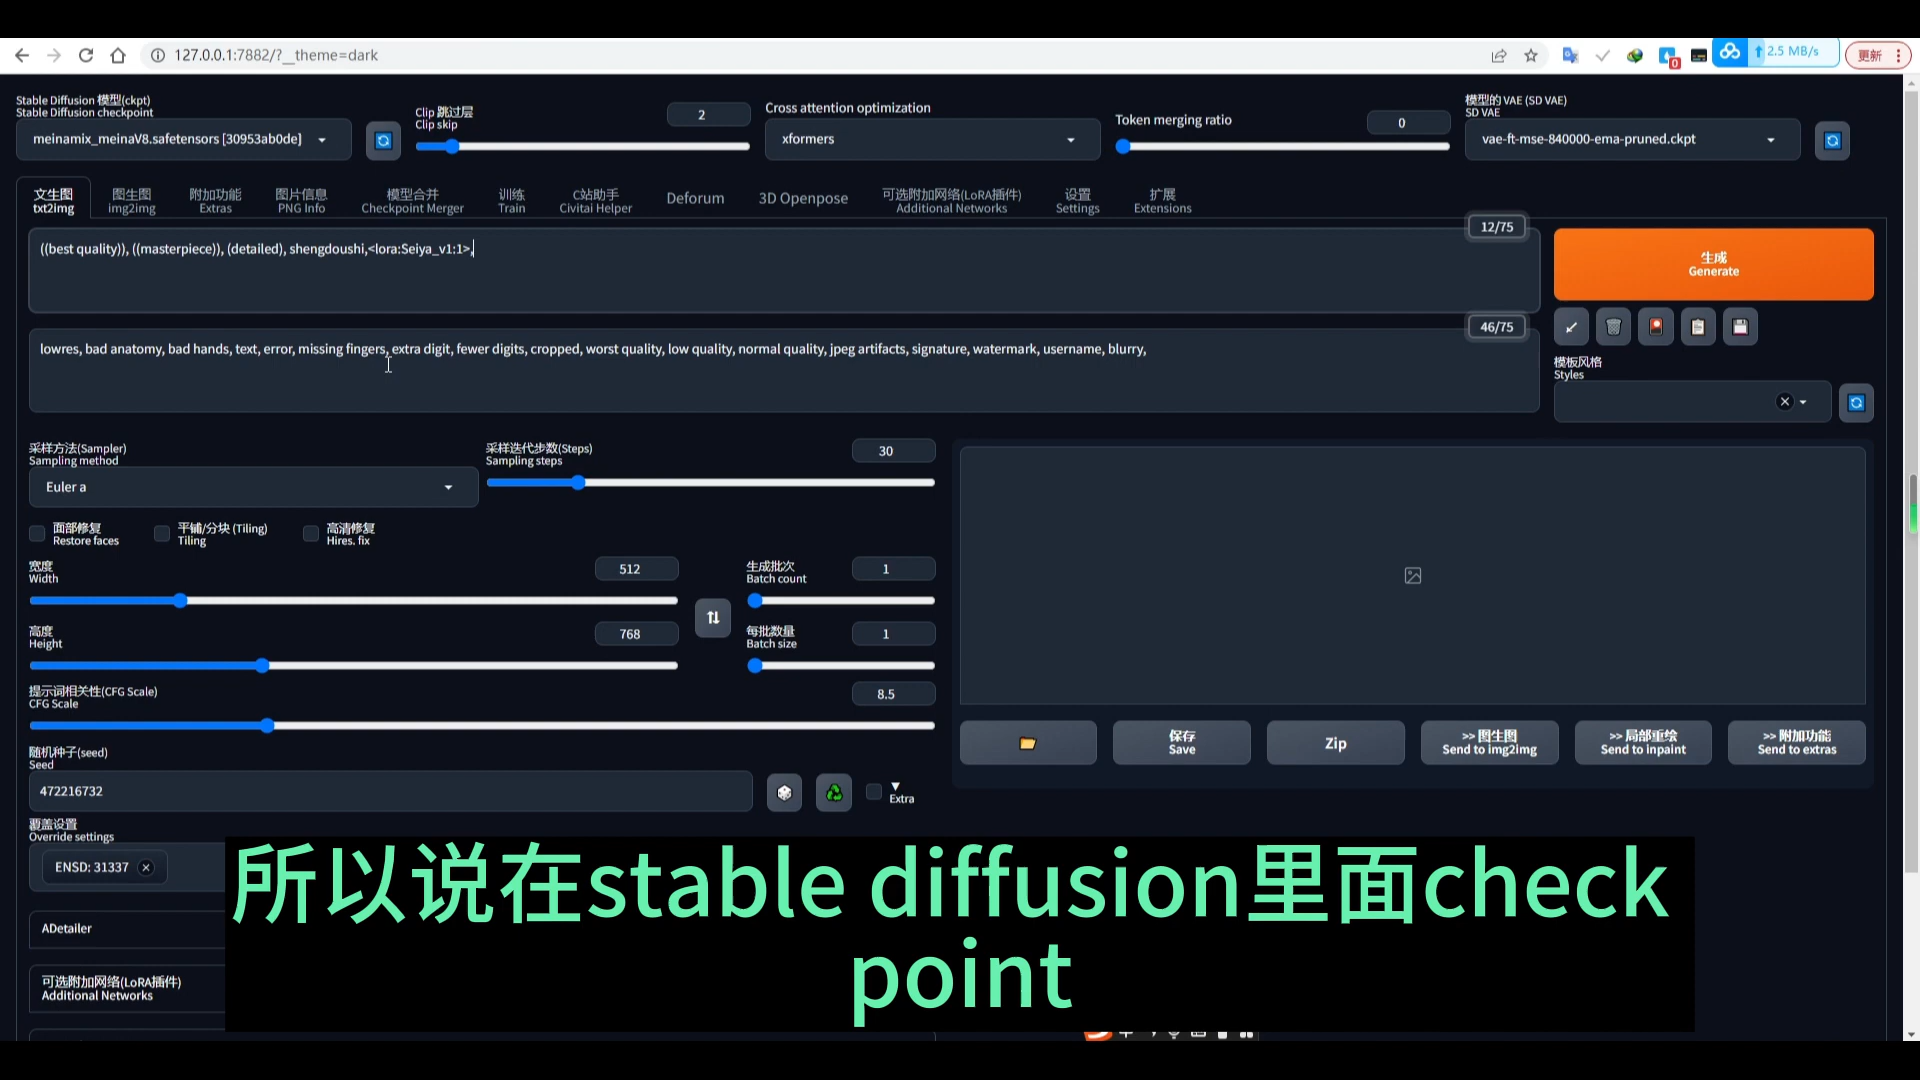 127.0.0.1:7882/?__theme=dark
0
2.5 MB/s
更新
Stable Diffusion 模型(ckpt)
Stable Diffusion checkpoint
meinamix_meinaV8.safetensors [30953ab0de]
Clip 跳过层
Clip skip
2
Cross attention optimization
xformers
Token merging ratio
0
模型的 VAE (SD VAE)
SD VAE
vae-ft-mse-840000-ema-pruned.ckpt
文生图
txt2img
图生图
img2img
附加功能
Extras
图片信息
PNG Info
模型合并
Checkpoint Merger
训练
Train
C站助手
Civitai Helper
Deforum
3D Openpose
可选附加网络(LoRA插件)
Additional Networks
设置
Settings
扩展
Extensions
12/75
((best quality)), ((masterpiece)), (detailed), shengdoushi,<lora:Seiya_v1:1>,
生成
Generate
46/75
lowres, bad anatomy, bad hands, text, error, missing fingers, extra digit, fewer digits, cropped, worst quality, low quality, normal quality, jpeg artifacts, signature, watermark, username, blurry,
模板风格
Styles
采样方法(Sampler)
Sampling method
Euler a
采样迭代步数(Steps)
Sampling steps
30
面部修复
Restore faces
平铺/分块 (Tiling)
Tiling
高清修复
Hires. fix
宽度
Width
512
生成批次
Batch count
1
高度
Height
768
每批数量
Batch size
1
提示词相关性(CFG Scale)
CFG Scale
8.5
随机种子(seed)
Seed
472216732
Extra
保存
Save
Zip
>> 图生图
Send to img2img
>> 局部重绘
Send to inpaint
>> 附加功能
Send to extras
覆盖设置
Override settings
ENSD: 31337
ADetailer
可选附加网络(LoRA插件)
Additional Networks
所以说在stable diffusion里面check
point